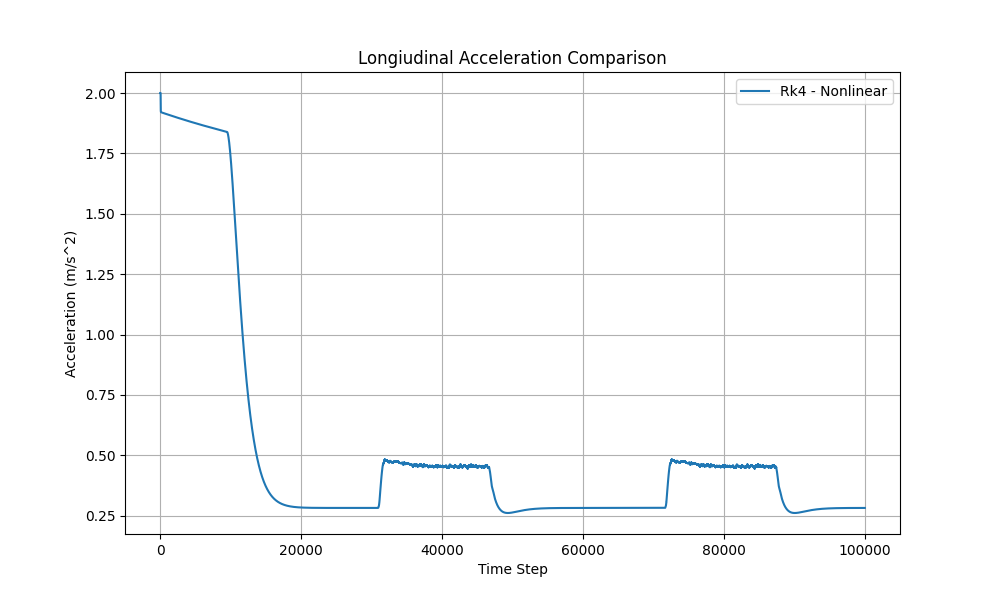 Longiudinal Acceleration Comparison
Rk4 - Nonlinear
Acceleration (m/s^2)
2.00
1.75
1.50
1.25
1.00
0.75
0.50
0.25
0 20000 40000 60000 80000 100000
Time Step